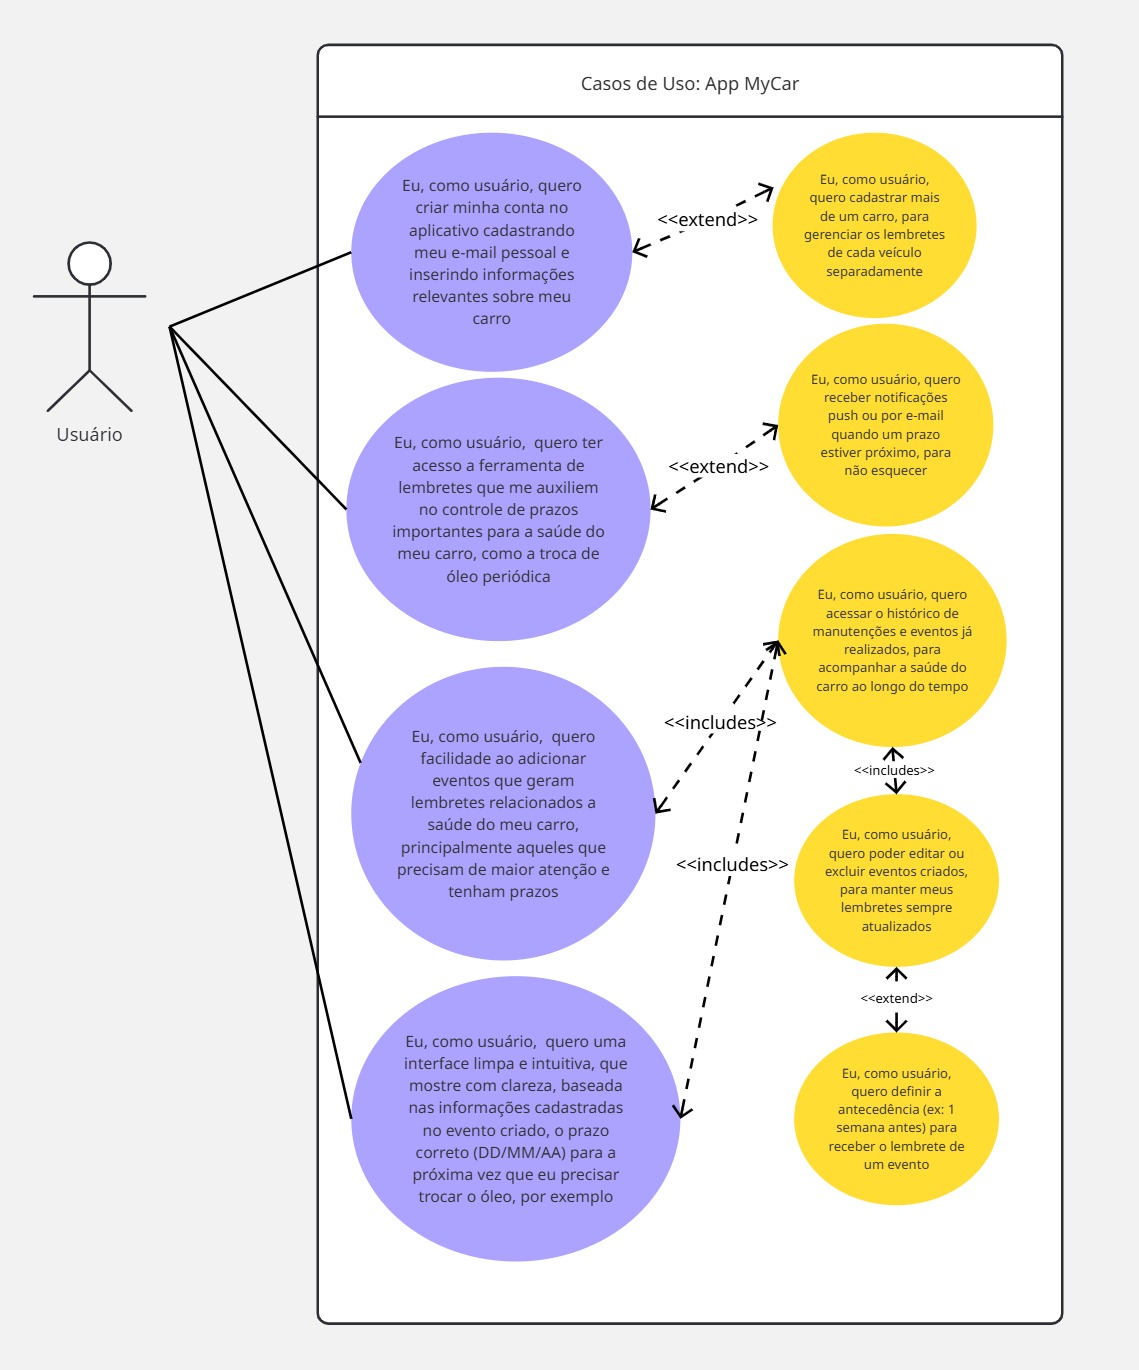 Casos de Uso: App MyCar
Usuário
Eu, como usuário, quero
criar minha conta no
aplicativo cadastrando
meu e-mail pessoal e
inserindo informações
relevantes sobre meu
carro
<<extend>>
Eu, como usuário,
quero cadastrar mais
de um carro, para
gerenciar os lembretes
de cada veículo
separadamente
Eu, como usuário,  quero ter
acesso a ferramenta de
lembretes que me auxiliem
no controle de prazos
importantes para a saúde do
meu carro, como a troca de
óleo periódica
<<extend>>
Eu, como usuário, quero
receber notificações
push ou por e-mail
quando um prazo
estiver próximo, para
não esquecer
Eu, como usuário,  quero
facilidade ao adicionar
eventos que geram
lembretes relacionados a
saúde do meu carro,
principalmente aqueles que
precisam de maior atenção e
tenham prazos
<<includes>>
Eu, como usuário, quero
acessar o histórico de
manutenções e eventos já
realizados, para
acompanhar a saúde do
carro ao longo do tempo
<<includes>>
<<includes>>
Eu, como usuário,
quero poder editar ou
excluir eventos criados,
para manter meus
lembretes sempre
atualizados
<<extend>>
Eu, como usuário,  quero uma
interface limpa e intuitiva, que
mostre com clareza, baseada
nas informações cadastradas
no evento criado, o prazo
correto (DD/MM/AA) para a
próxima vez que eu precisar
trocar o óleo, por exemplo
Eu, como usuário,
quero definir a
antecedência (ex: 1
semana antes) para
receber o lembrete de
um evento